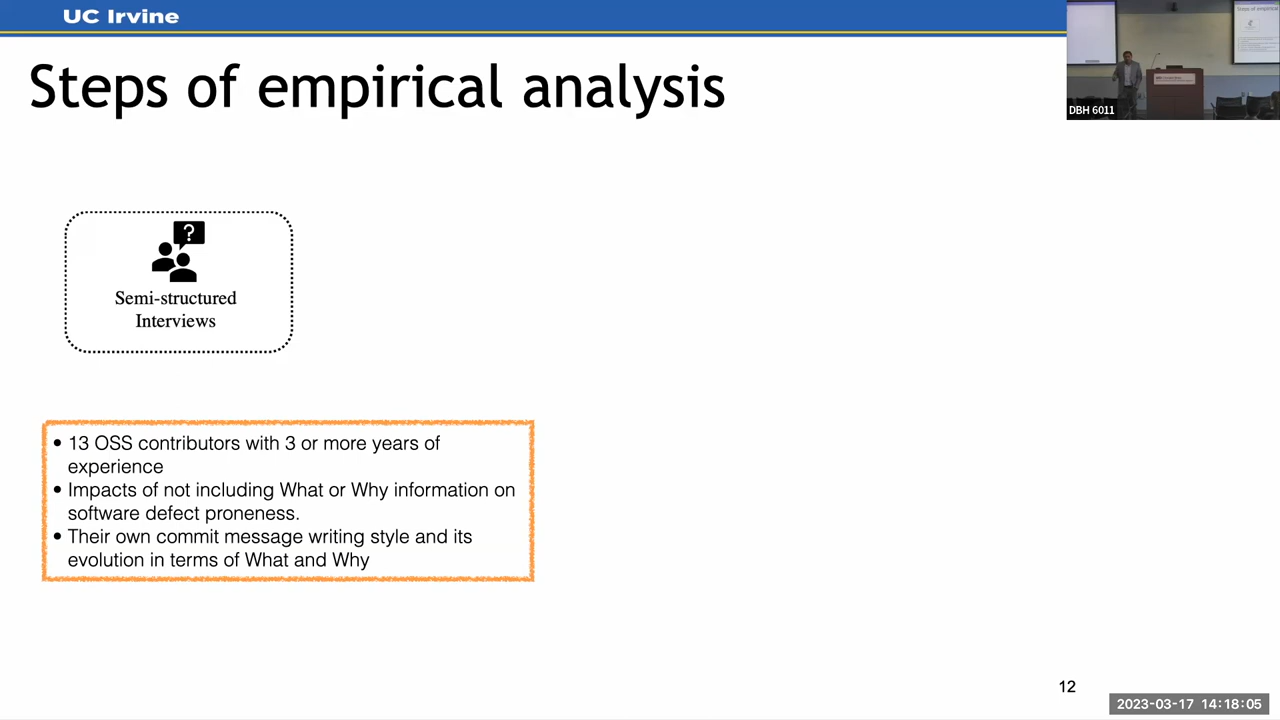 UC Irvine
Steps of empirical analysis
DBH 6011
?
Semi-structured
Interviews
• 13 OSS contributors with 3 or more years of
experience
• Impacts of not including What or Why information on
software defect proneness.
• Their own commit message writing style and its
evolution in terms of What and Why
12
2023-03-17 14:18:05